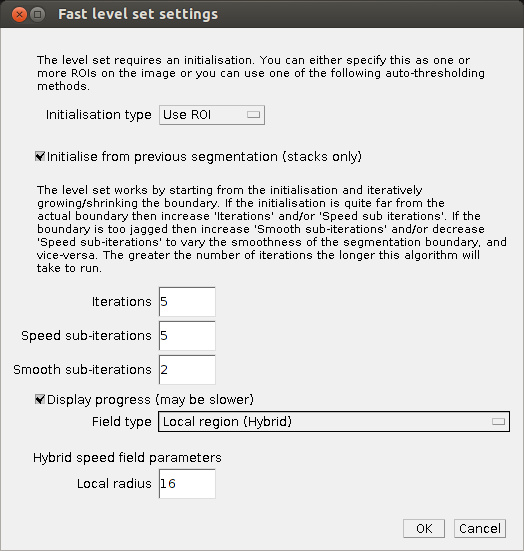 Fast level set settings
The level set requires an initialisation. You can either specify this as one or
more ROIs on the image or you can use one of the following auto-thresholding
methods.
Initialisation type Use ROI
Initialise from previous segmentation (stacks only)
The level set works by starting from the initialisation and iteratively
growing/shrinking the boundary. If the initialisation is quite far from the
actual boundary then increase 'Iterations' and/or 'Speed sub iterations'. If the
boundary is too jagged then increase 'Smooth sub-iterations' and/or decrease
'Speed sub-iterations' to vary the smoothness of the segmentation boundary, and
vice-versa. The greater the number of iterations the longer this algorithm will
take to run.
Iterations 5
Speed sub-iterations 5
Smooth sub-iterations 2
Display progress (may be slower)
Field type Local region (Hybrid)
Hybrid speed field parameters
Local radius 16
OK Cancel